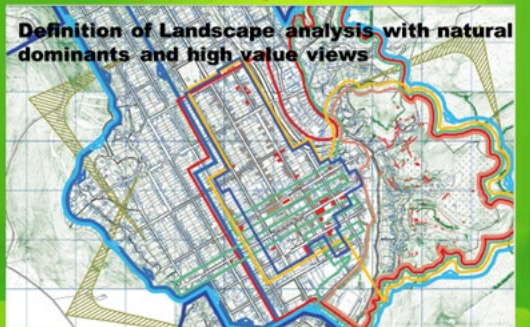 Definition of Landscape analysis with natural
dominants and high value views